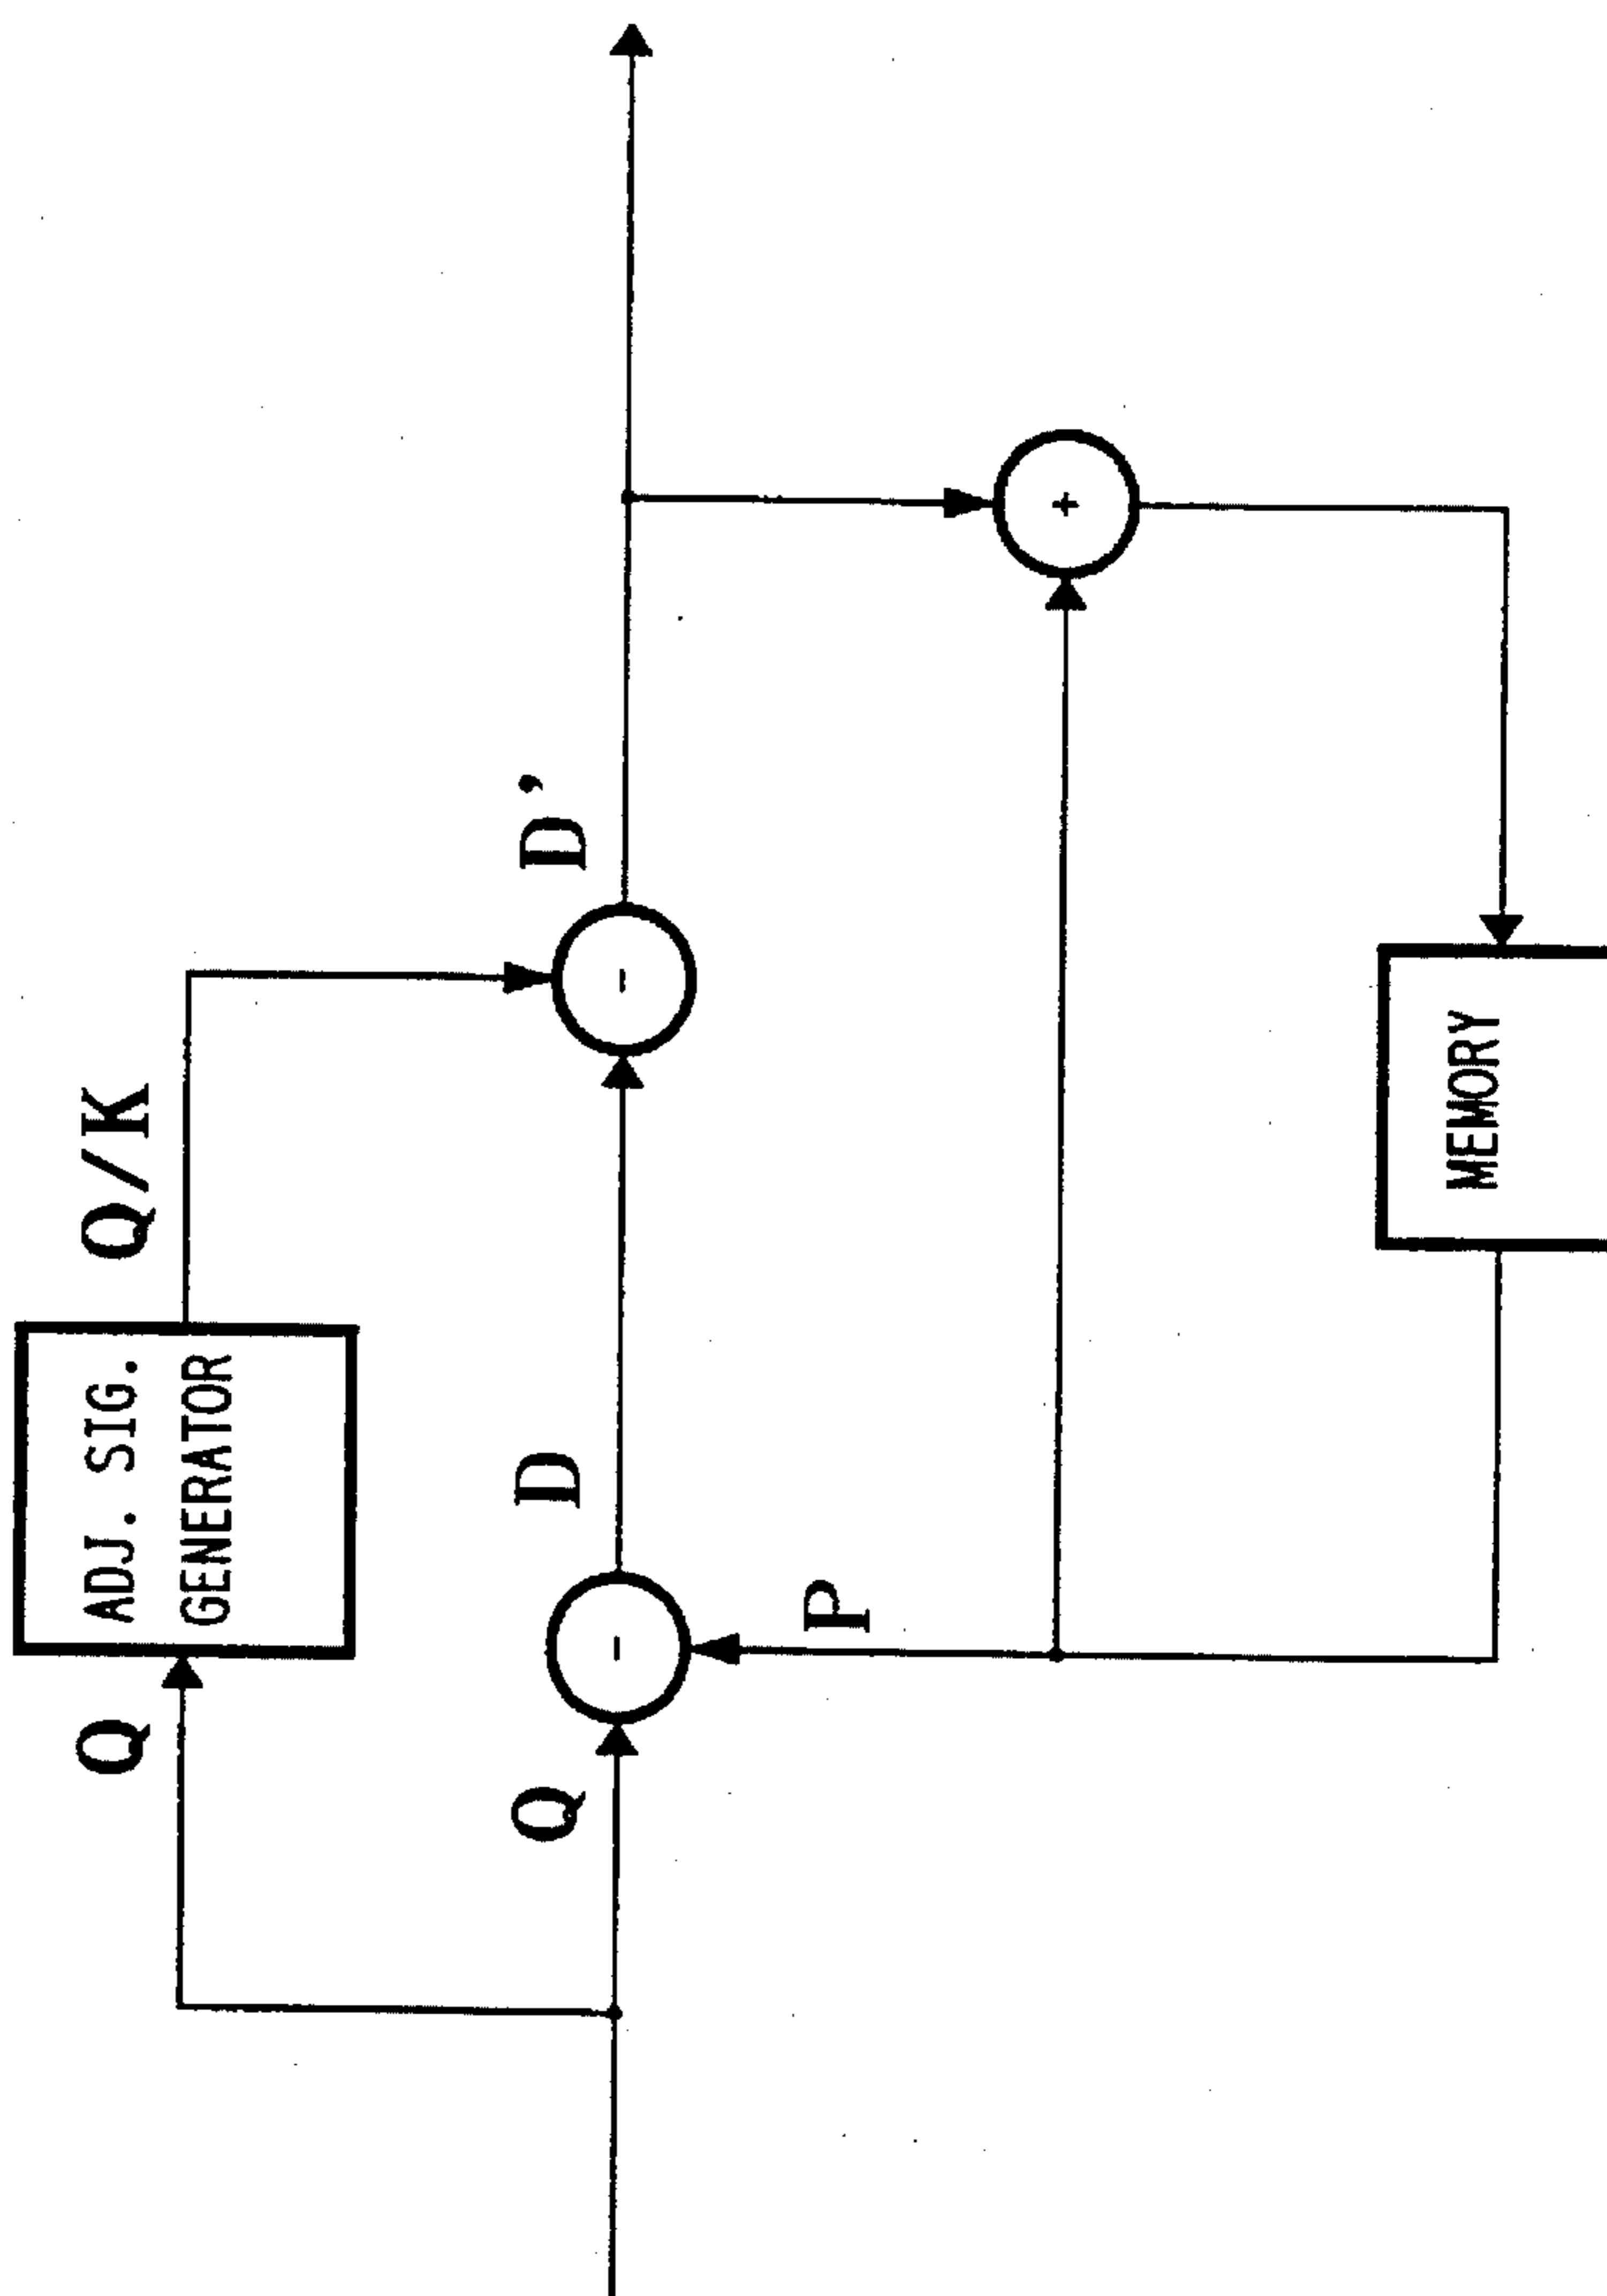 Q
ADJ. SIG.
GENERATOR
Q/K
Q
-
D
-
D’
P
+
MEMORY